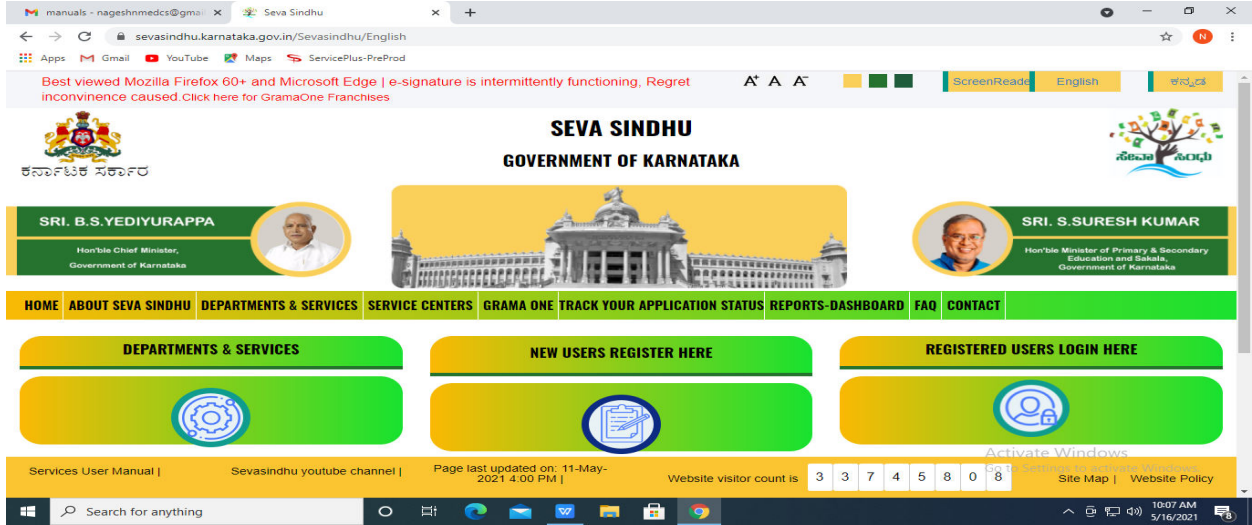 manuals - nageshnmedcs@gmai
Seva Sindhu
sevasindhu.karnataka.gov.in/Sevasindhu/English
N
Apps Gmail YouTube Maps ServicePlus-PreProd
Best viewed Mozilla Firefox 60+ and Microsoft Edge | e-signature is intermittently functioning, Regret
inconvinence caused.Click here for GramaOne Franchises
A+ A A-
ScreenReade English ಕನ್ನಡ
SEVA SINDHU
GOVERNMENT OF KARNATAKA
ಕರ್ನಾಟಕ ಸರ್ಕಾರ
ಸೇವಾ ಸಿಂಧು
SRI. B.S.YEDIYURAPPA
Hon'ble Chief Minister,
Government of Karnataka
SRI. S.SURESH KUMAR
Hon'ble Minister of Primary & Secondary
Education and Sakala,
Government of Karnataka
HOME ABOUT SEVA SINDHU DEPARTMENTS & SERVICES SERVICE CENTERS GRAMA ONE TRACK YOUR APPLICATION STATUS REPORTS-DASHBOARD FAQ CONTACT
DEPARTMENTS & SERVICES
NEW USERS REGISTER HERE
REGISTERED USERS LOGIN HERE
Activate Windows
Go to Settings to activate Windows.
Services User Manual | Sevasindhu youtube channel | Page last updated on: 11-May-
2021 4:00 PM | Website visitor count is 3 3 7 4 5 8 0 8 Site Map | Website Policy
Search for anything
10:07 AM
5/16/2021
8